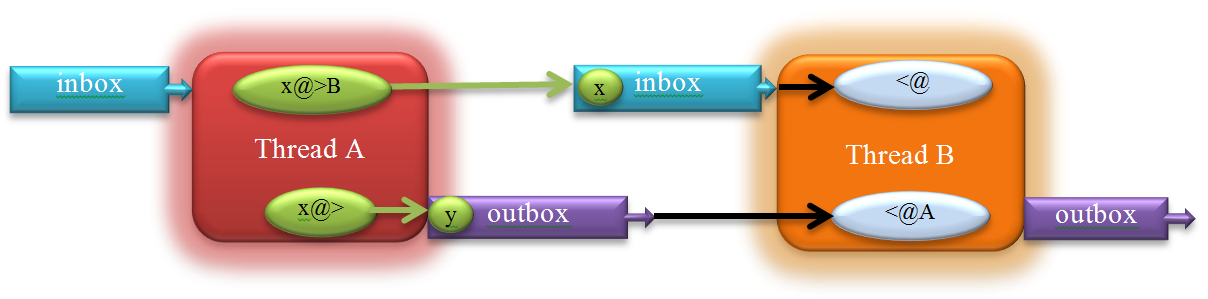 inbox
x@>B
x
inbox
<@
Thread A
Thread B
x@>
y
outbox
<@A
outbox